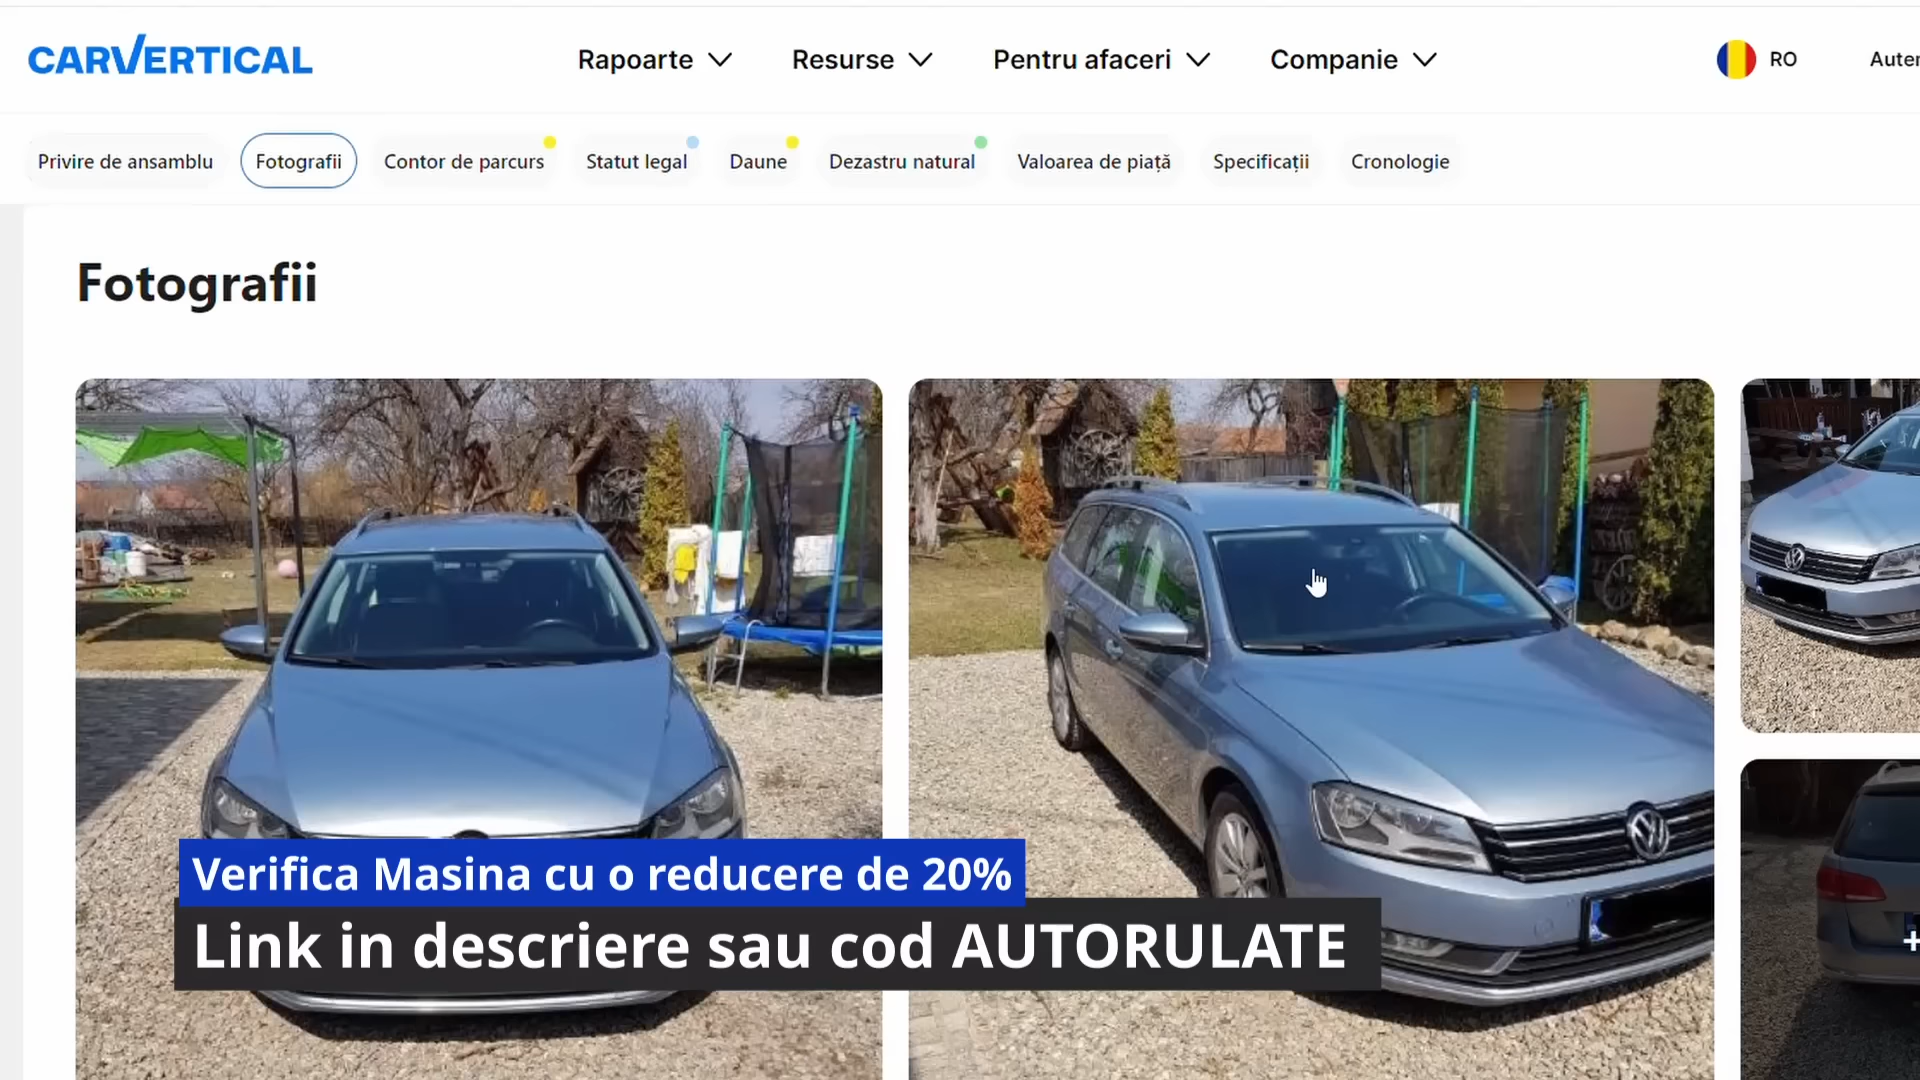 CARVERTICAL
Rapoarte
Resurse
Pentru afaceri
Companie
RO
Privire de ansamblu
Fotografii
Contor de parcurs
Statut legal
Daune
Dezastru natural
Valoarea de piață
Specificații
Cronologie
Fotografii
Verifica Masina cu o reducere de 20%
Link in descriere sau cod AUTORULATE